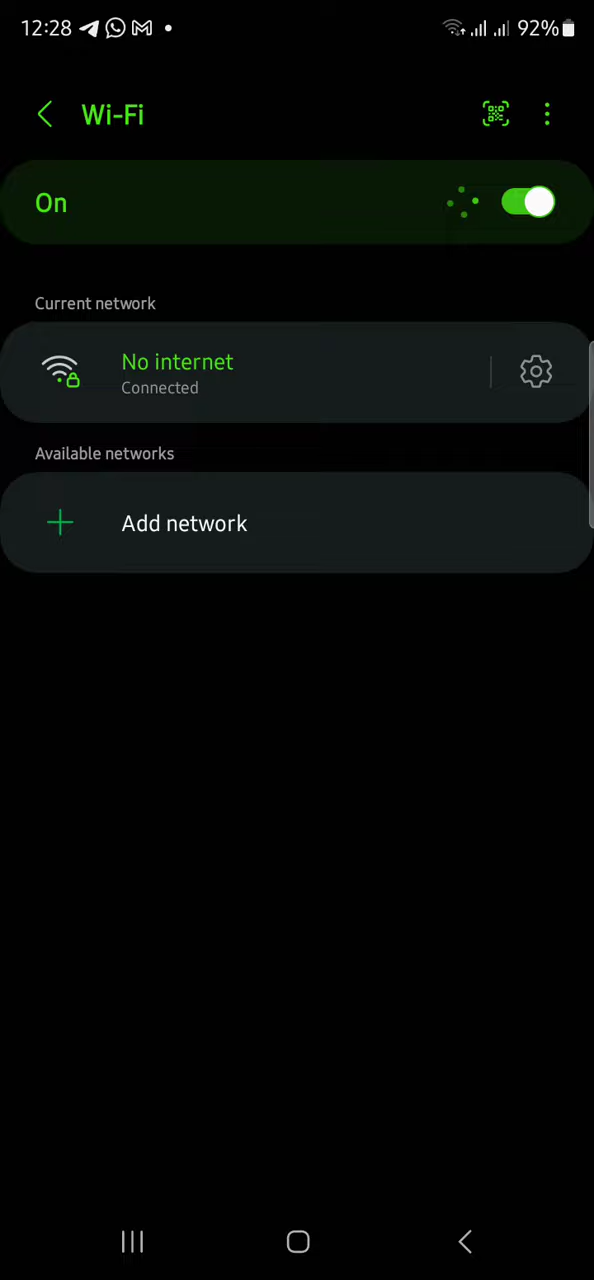 12:28 92%
Wi-Fi
On
Current network
No internet
Connected
Available networks
Add network